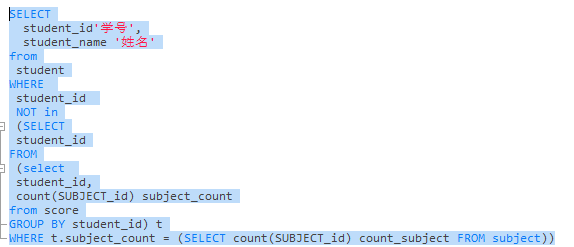 SELECT
student_id'学号',
student_name '姓名'
from
student
WHERE
student_id
NOT in
(SELECT
student_id
FROM
(select
student_id,
count(SUBJECT_id) subject_count
from score
GROUP BY student_id) t
WHERE t.subject_count = (SELECT count(SUBJECT_id) count_subject FROM subject))